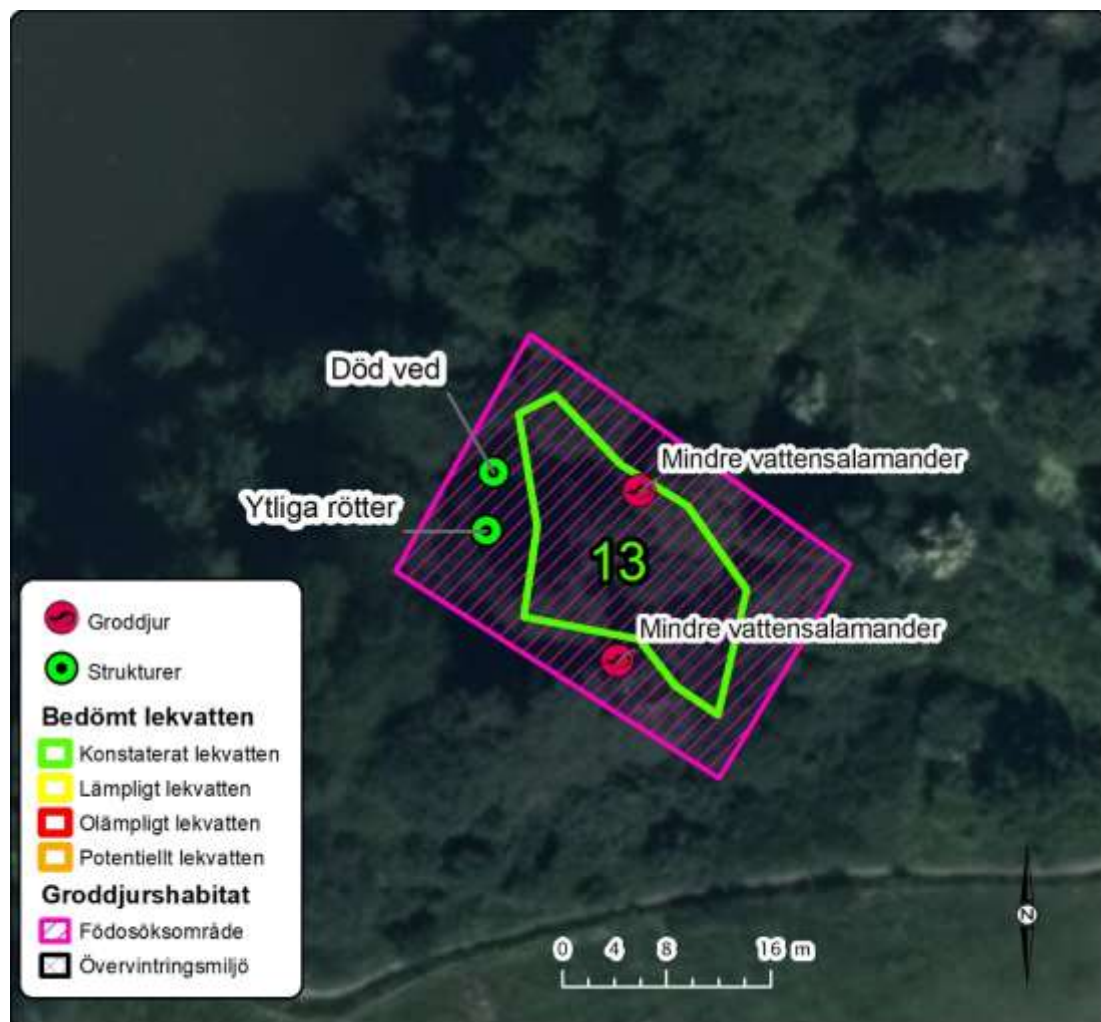 Död ved
Mindre vattensalamander
Ytliga rötter
13
Mindre vattensalamander
Groddjur
Strukturer
Bedömt lekvatten
Konstaterat lekvatten
Lämpligt lekvatten
Olämpligt lekvatten
Potentiellt lekvatten
Groddjurshabitat
Födosöksområde
Övervintringsmiljö
N
0 4 8 16 m